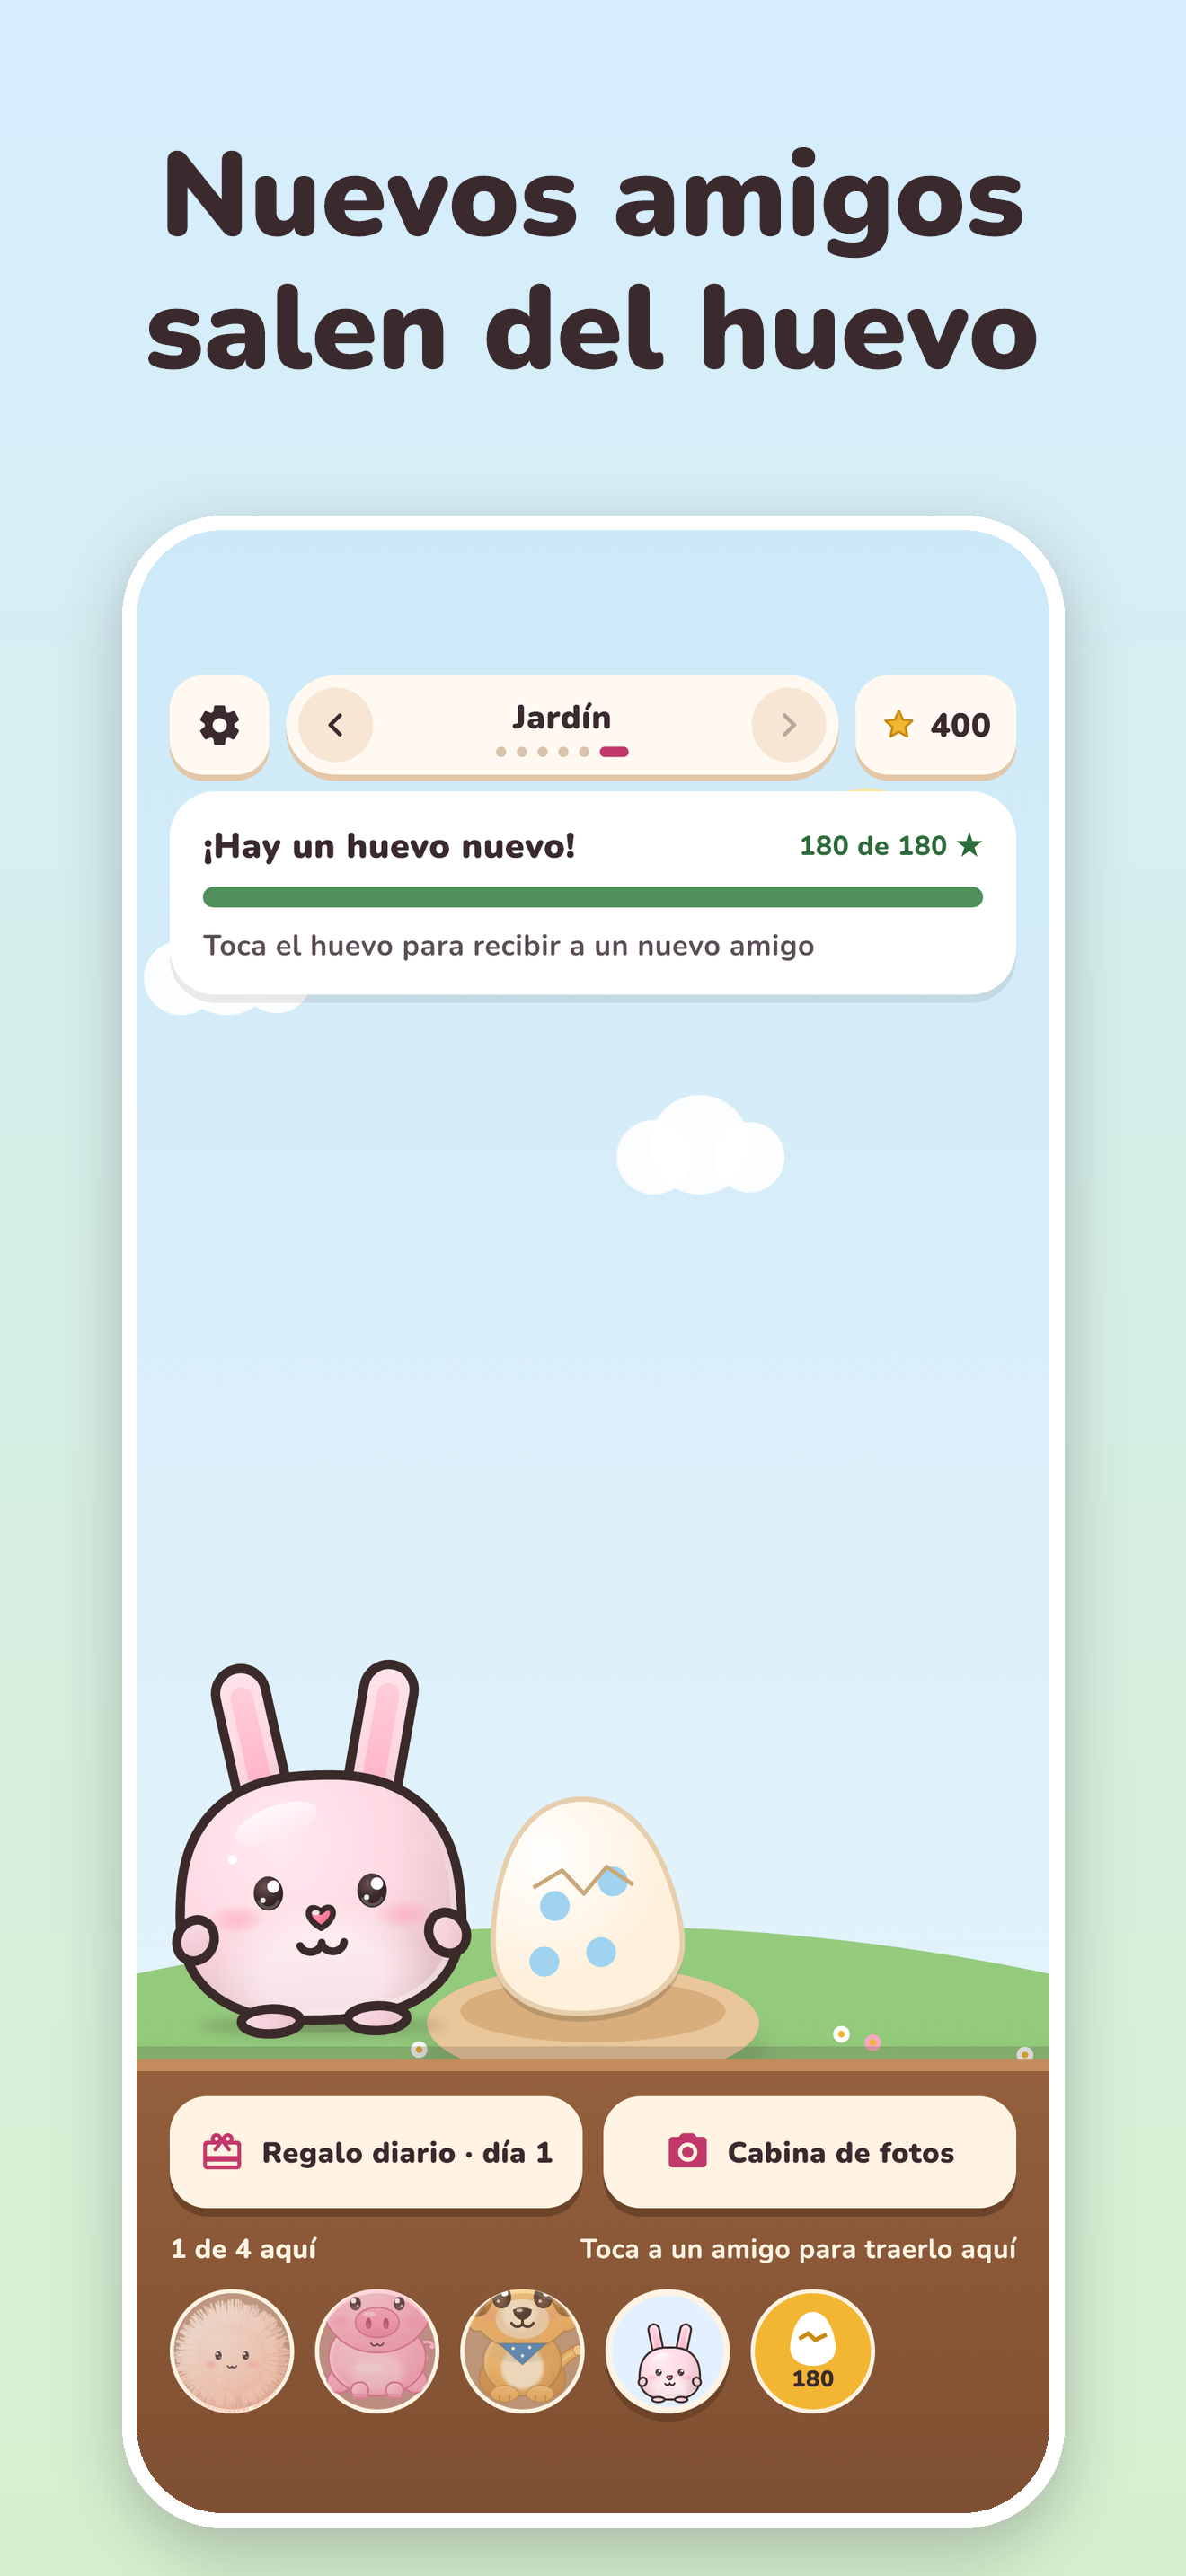 Nuevos amigos
salen del huevo
Jardín
400
¡Hay un huevo nuevo!
180 de 180 ★
Toca el huevo para recibir a un nuevo amigo
Regalo diario · día 1
Cabina de fotos
1 de 4 aquí
Toca a un amigo para traerlo aquí
180